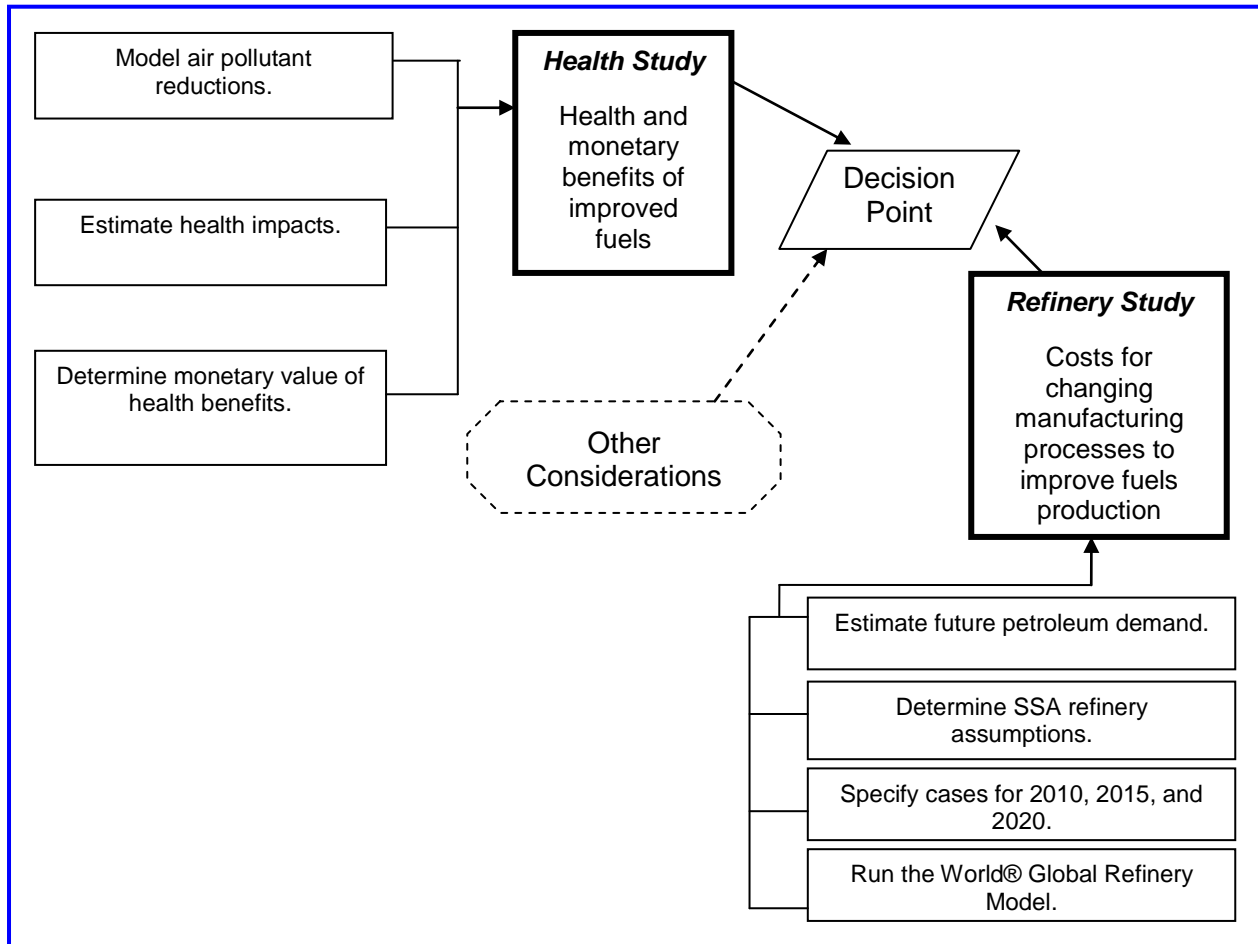 Model air pollutant
reductions.
Estimate health impacts.
Determine monetary value of
health benefits.
Health Study
Health and
monetary
benefits of
improved
fuels
Decision
Point
Other
Considerations
Refinery Study
Costs for
changing
manufacturing
processes to
improve fuels
production
Estimate future petroleum demand.
Determine SSA refinery
assumptions.
Specify cases for 2010, 2015, and
2020.
Run the World® Global Refinery
Model.